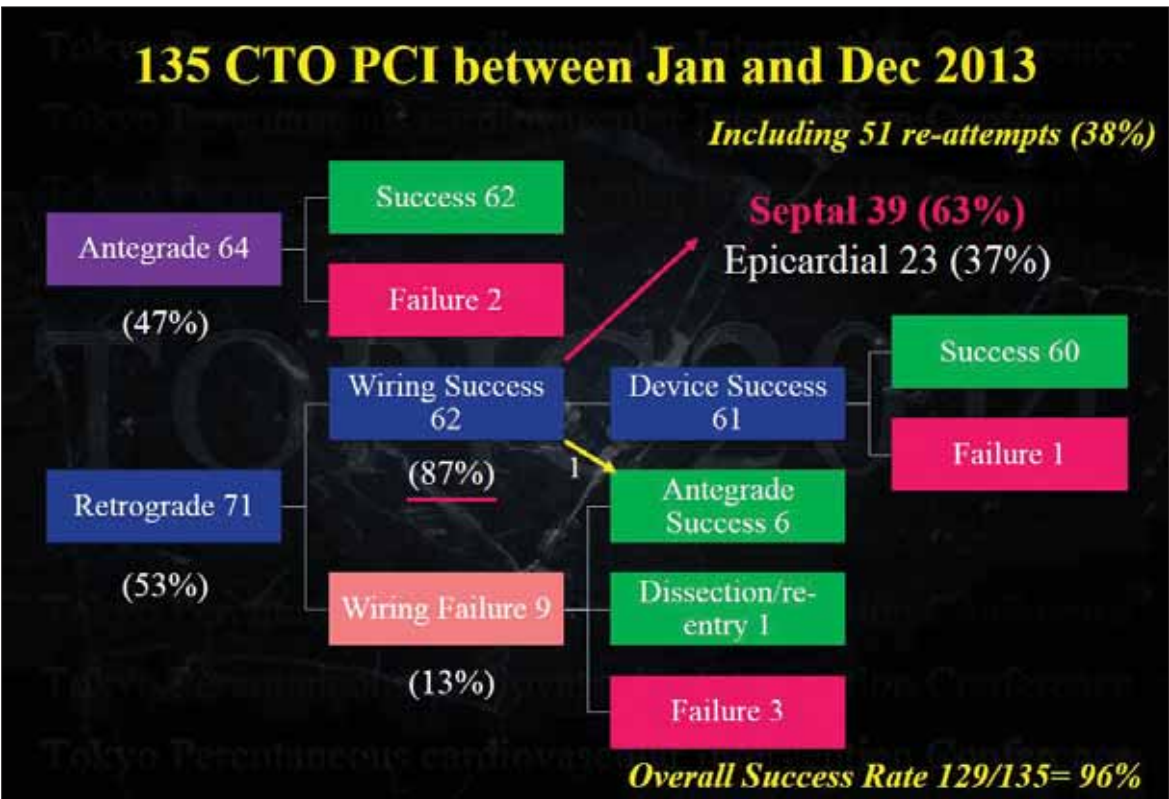 135 CTO PCI between Jan and Dec 2013
Including 51 re-attempts (38%)
Success 62
Septal 39 (63%)
Epicardial 23 (37%)
Antegrade 64
(47%)
Failure 2
Success 60
Wiring Success
62
(87%)
Device Success
61
Failure 1
1
Retrograde 71
(53%)
Antegrade
Success 6
Wiring Failure 9
(13%)
Dissection/re-
entry 1
Failure 3
Overall Success Rate 129/135= 96%